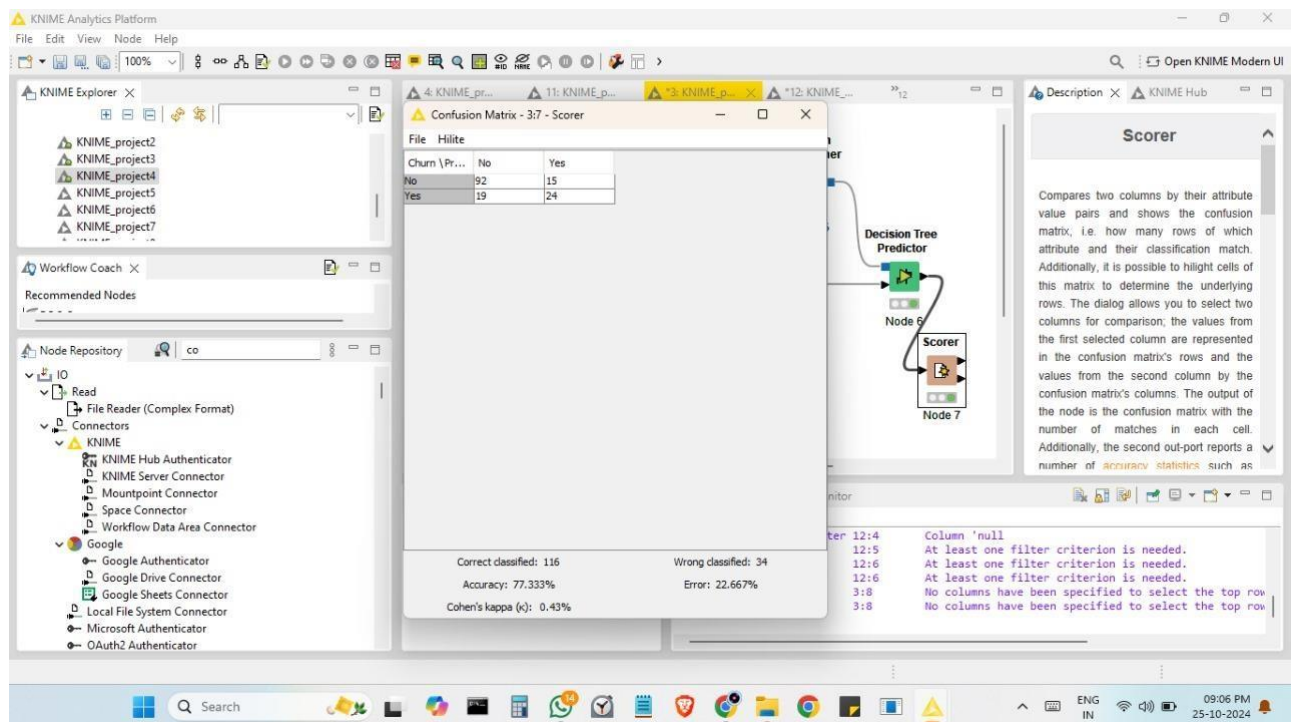 KNIME Analytics Platform
File Edit View Node Help
100%
Open KNIME Modern UI
KNIME Explorer
KNIME_project2
KNIME_project3
KNIME_project4
KNIME_project5
KNIME_project6
KNIME_project7
Workflow Coach
Recommended Nodes
Node Repository
co
IO
Read
File Reader (Complex Format)
Connectors
KNIME
KNIME Hub Authenticator
KNIME Server Connector
Mountpoint Connector
Space Connector
Workflow Data Area Connector
Google
Google Authenticator
Google Drive Connector
Google Sheets Connector
Local File System Connector
Microsoft Authenticator
OAuth2 Authenticator
4: KNIME_pr... 11: KNIME_p... *3: KNIME_p... *12: KNIME_... »12
Confusion Matrix - 3:7 - Scorer
File Hilite
Churn \Pr... No Yes
No 92 15
Yes 19 24
Correct classified: 116 Wrong classified: 34
Accuracy: 77.333% Error: 22.667%
Cohen's kappa (κ): 0.43%
Decision Tree
Predictor
Node 6
Scorer
Node 7
Description KNIME Hub
Scorer
Compares two columns by their attribute
value pairs and shows the confusion
matrix, i.e. how many rows of which
attribute and their classification match.
Additionally, it is possible to hilight cells of
this matrix to determine the underlying
rows. The dialog allows you to select two
columns for comparison; the values from
the first selected column are represented
in the confusion matrix's rows and the
values from the second column by the
confusion matrix's columns. The output of
the node is the confusion matrix with the
number of matches in each cell.
Additionally, the second out-port reports a
number of accuracy statistics such as
nitor
ter 12:4 Column 'null
12:5 At least one filter criterion is needed.
12:6 At least one filter criterion is needed.
12:6 At least one filter criterion is needed.
3:8 No columns have been specified to select the top row
3:8 No columns have been specified to select the top row
Search
14
ENG
IN
09:06 PM
25-10-2024